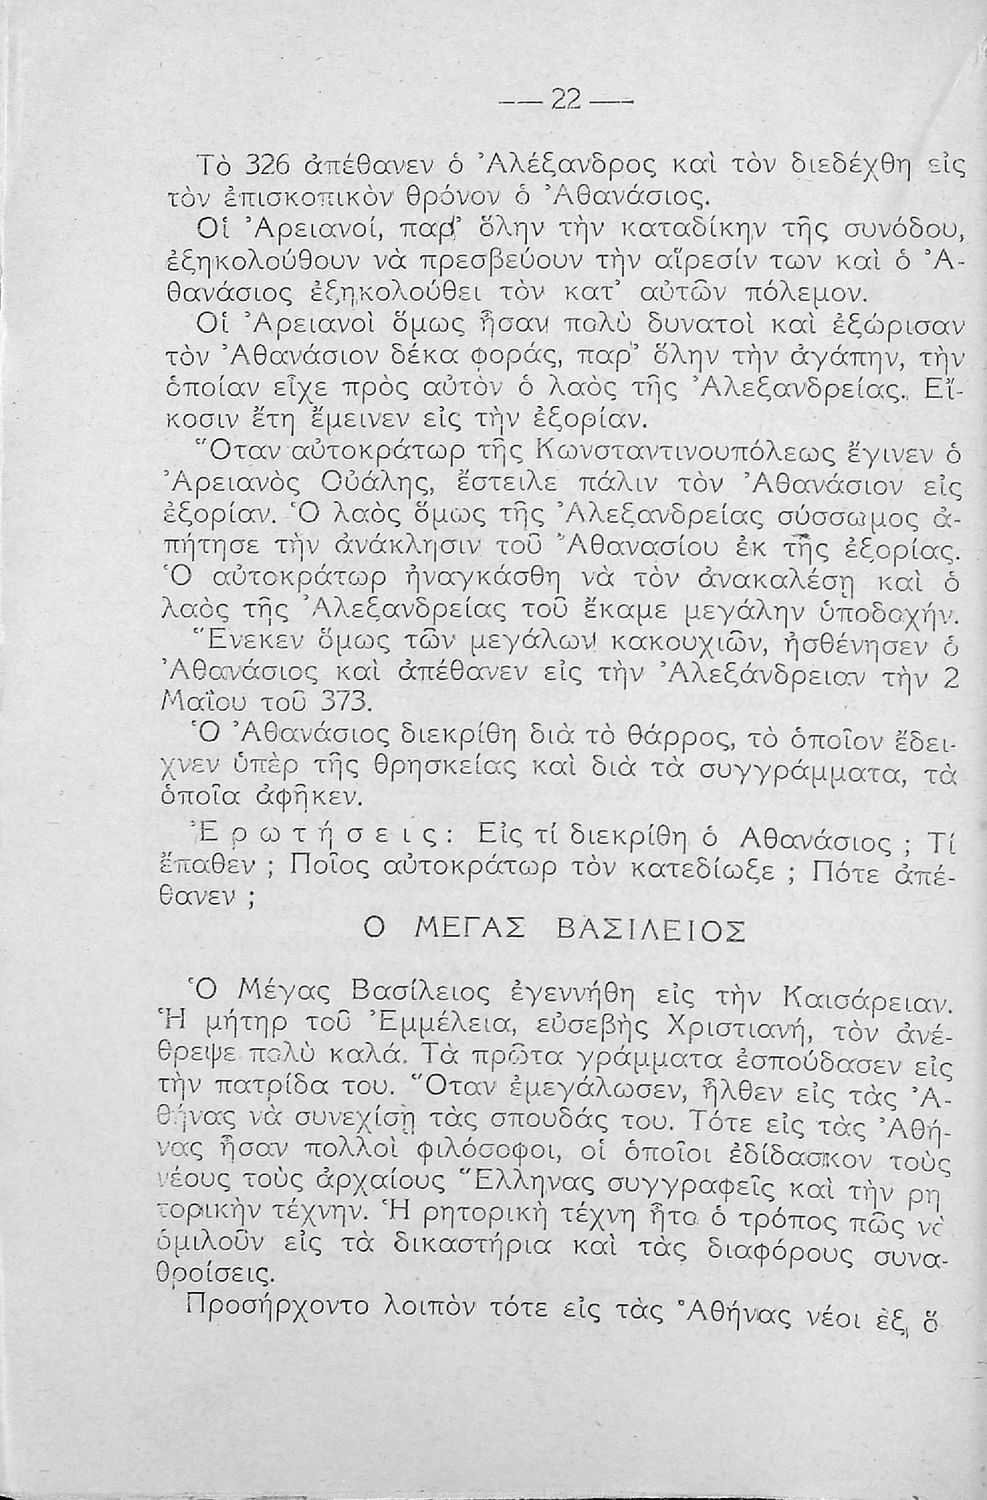 —— 22 ——
Τὸ 326 ἀπέθανεν ὁ Ἀλέξανδρος καὶ τὸν διεδέχθη εἰς
τὸν ἐπισκοπικὸν θρόνον ὁ Ἀθανάσιος.
Οἱ Ἀρειανοί, παρ' ὅλην τὴν καταδίκην τῆς συνόδου,
ἐξηκολούθουν νὰ πρεσβεύουν τὴν αἵρεσίν των καὶ ὁ Ἀ-
θανάσιος ἐξηκολούθει τὸν κατ' αὐτῶν πόλεμον.
Οἱ Ἀρειανοὶ ὅμως ἦσαν πολὺ δυνατοὶ καὶ ἐξώρισαν
τὸν Ἀθανάσιον δέκα φοράς, παρ' ὅλην τὴν ἀγάπην, τὴν
ὁποίαν εἶχε πρὸς αὐτὸν ὁ λαὸς τῆς Ἀλεξανδρείας. Εἴ-
κοσιν ἔτη ἔμεινεν εἰς τὴν ἐξορίαν.
Ὅταν αὐτοκράτωρ τῆς Κωνσταντινουπόλεως ἔγινεν ὁ
Ἀρειανὸς Οὐάλης, ἔστειλε πάλιν τὸν Ἀθανάσιον εἰς
ἐξορίαν. Ὁ λαὸς ὅμως τῆς Ἀλεξανδρείας σύσσωμος ἀ-
πήτησε τὴν ἀνάκλησιν τοῦ Ἀθανασίου ἐκ τῆς ἐξορίας.
Ὁ αὐτοκράτωρ ἠναγκάσθη νὰ τὸν ἀνακαλέσῃ καὶ ὁ
λαὸς τῆς Ἀλεξανδρείας τοῦ ἔκαμε μεγάλην ὑποδοχήν.
Ἕνεκεν ὅμως τῶν μεγάλων κακουχιῶν, ἠσθένησεν ὁ
Ἀθανάσιος καὶ ἀπέθανεν εἰς τὴν Ἀλεξάνδρειαν τὴν 2
Μαΐου τοῦ 373.
Ὁ Ἀθανάσιος διεκρίθη διὰ τὸ θάρρος, τὸ ὁποῖον ἔδει-
χνεν ὑπὲρ τῆς θρησκείας καὶ διὰ τὰ συγγράμματα, τὰ
ὁποῖα ἀφῆκεν.
Ἐ ρ ω τ ή σ ε ι ς : Εἰς τί διεκρίθη ὁ Ἀθανάσιος ; Τί
ἔπαθεν ; Ποῖος αὐτοκράτωρ τὸν κατεδίωξε ; Πότε ἀπέ-
θανεν ;
Ο ΜΕΓΑΣ ΒΑΣΙΛΕΙΟΣ
Ὁ Μέγας Βασίλειος ἐγεννήθη εἰς τὴν Καισάρειαν.
Ἡ μήτηρ τοῦ Ἐμμέλεια, εὐσεβὴς Χριστιανή, τὸν ἀνέ-
θρεψε πολὺ καλά. Τὰ πρῶτα γράμματα ἐσπούδασεν εἰς
τὴν πατρίδα του. Ὅταν ἐμεγάλωσεν, ἦλθεν εἰς τὰς Ἀ-
θήνας νὰ συνεχίσῃ τὰς σπουδάς του. Τότε εἰς τὰς Ἀθή-
νας ἦσαν πολλοὶ φιλόσοφοι, οἱ ὁποῖοι ἐδίδασκον τοὺς
νέους τοὺς ἀρχαίους Ἕλληνας συγγραφεῖς καὶ τὴν ρη
τορικὴν τέχνην. Ἡ ρητορικὴ τέχνη ἦτο ὁ τρόπος πῶς νὰ
ὁμιλοῦν εἰς τὰ δικαστήρια καὶ τὰς διαφόρους συνα-
θροίσεις.
Προσήρχοντο λοιπὸν τότε εἰς τὰς Ἀθήνας νέοι ἐξ ὅ